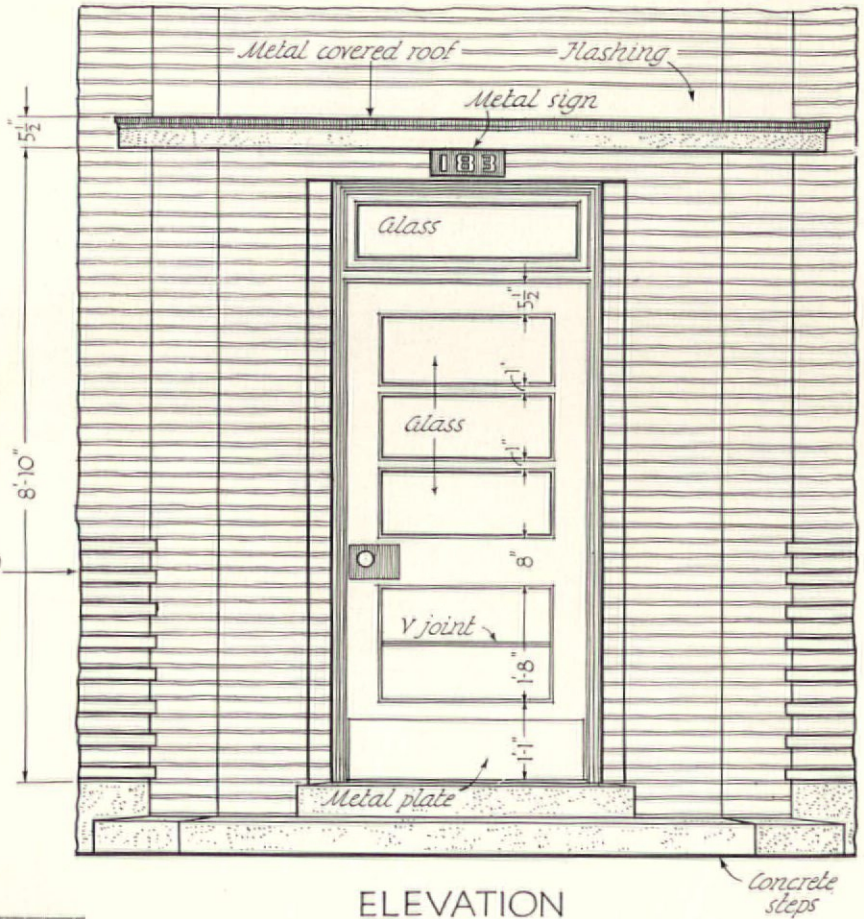 Metal covered roof
Flashing
Metal sign
5½"
183
Glass
5½"
1"
Glass
1"
8'-10"
8"
V joint
1'-8"
1'-1"
Metal plate
ELEVATION
Concrete
steps